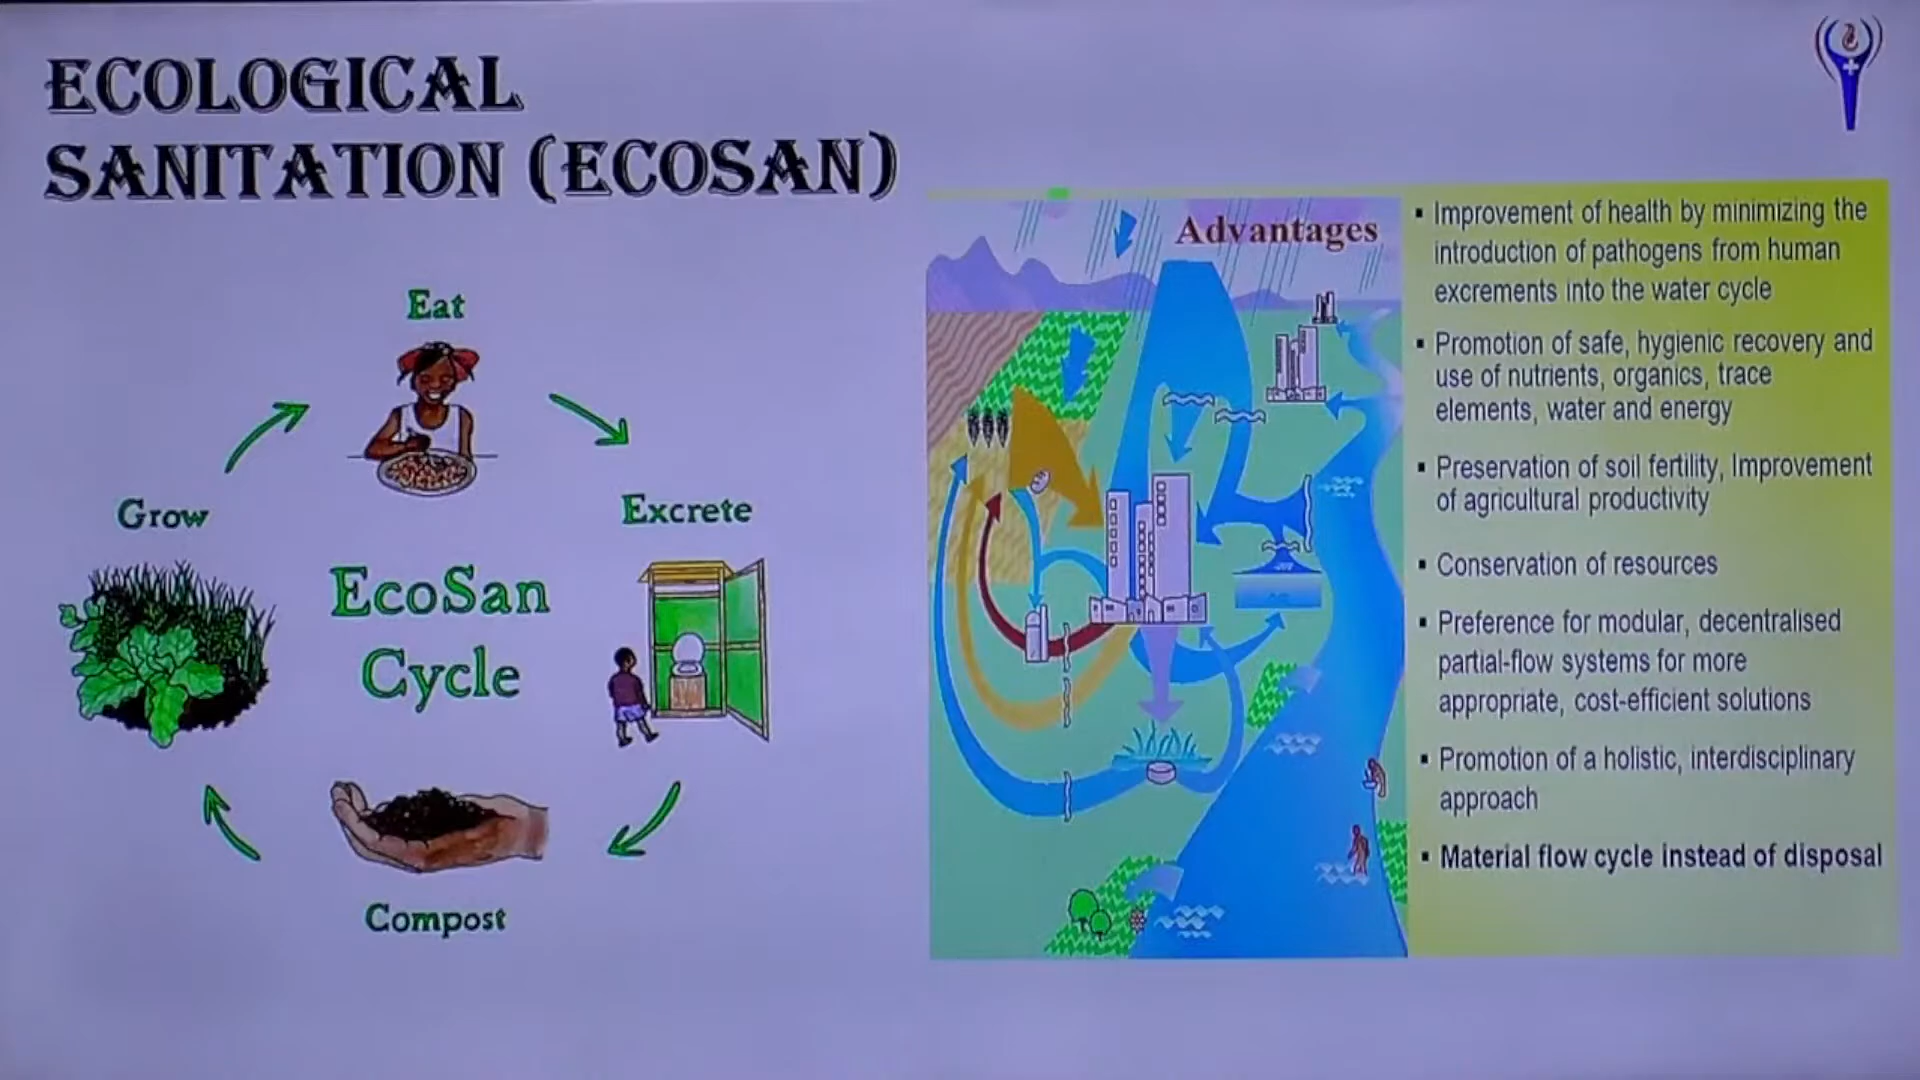 ECOLOGICAL
SANITATION (ECOSAN)
Eat
Excrete
Grow
EcoSan
Cycle
Compost
Advantages
▪ Improvement of health by minimizing the
introduction of pathogens from human
excrements into the water cycle
▪ Promotion of safe, hygienic recovery and
use of nutrients, organics, trace
elements, water and energy
▪ Preservation of soil fertility, Improvement
of agricultural productivity
▪ Conservation of resources
▪ Preference for modular, decentralised
partial-flow systems for more
appropriate, cost-efficient solutions
▪ Promotion of a holistic, interdisciplinary
approach
▪ Material flow cycle instead of disposal